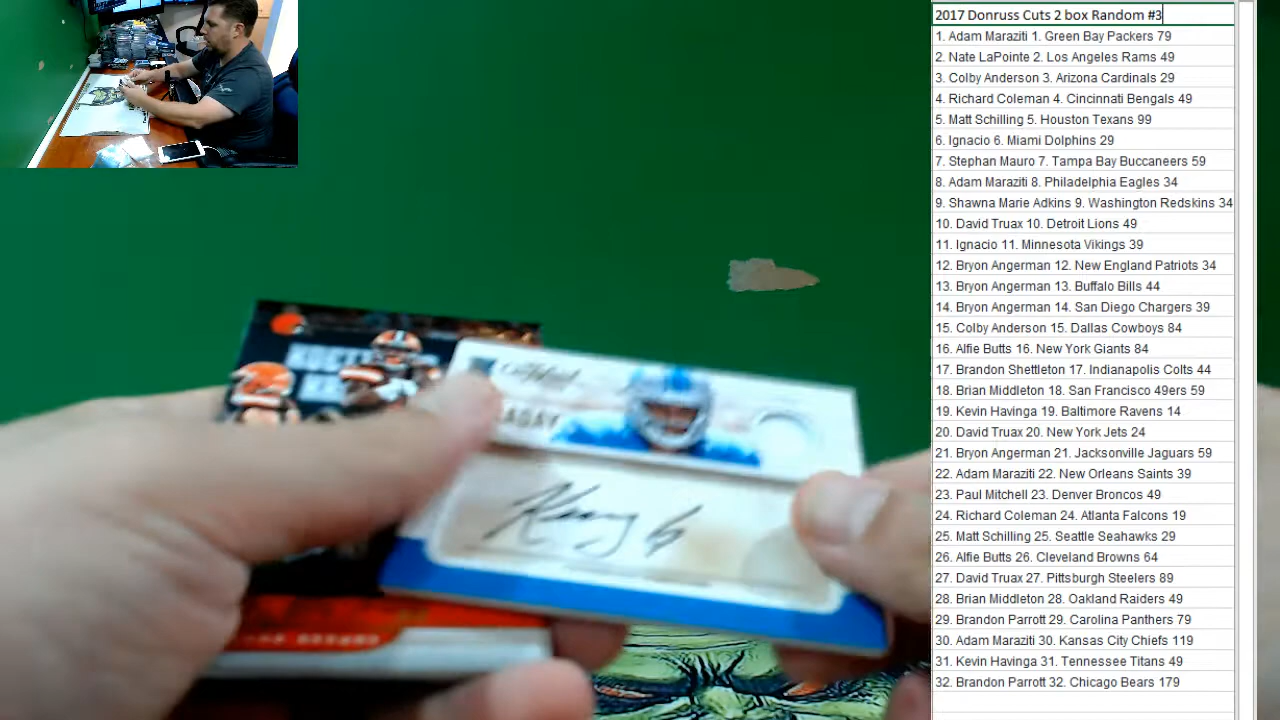 2017 Donruss Cuts 2 box Random #3
1. Adam Maraziti 1. Green Bay Packers 79
2. Nate LaPointe 2. Los Angeles Rams 49
3. Colby Anderson 3. Arizona Cardinals 29
4. Richard Coleman 4. Cincinnati Bengals 49
5. Matt Schilling 5. Houston Texans 99
6. Ignacio 6. Miami Dolphins 29
7. Stephan Mauro 7. Tampa Bay Buccaneers 59
8. Adam Maraziti 8. Philadelphia Eagles 34
9. Shawna Marie Adkins 9. Washington Redskins 34
10. David Truax 10. Detroit Lions 49
11. Ignacio 11. Minnesota Vikings 39
12. Bryon Angerman 12. New England Patriots 34
13. Bryon Angerman 13. Buffalo Bills 44
14. Bryon Angerman 14. San Diego Chargers 39
15. Colby Anderson 15. Dallas Cowboys 84
16. Alfie Butts 16. New York Giants 84
17. Brandon Shettleton 17. Indianapolis Colts 44
18. Brian Middleton 18. San Francisco 49ers 59
19. Kevin Havinga 19. Baltimore Ravens 14
20. David Truax 20. New York Jets 24
21. Bryon Angerman 21. Jacksonville Jaguars 59
22. Adam Maraziti 22. New Orleans Saints 39
23. Paul Mitchell 23. Denver Broncos 49
24. Richard Coleman 24. Atlanta Falcons 19
25. Matt Schilling 25. Seattle Seahawks 29
26. Alfie Butts 26. Cleveland Browns 64
27. David Truax 27. Pittsburgh Steelers 89
28. Brian Middleton 28. Oakland Raiders 49
29. Brandon Parrott 29. Carolina Panthers 79
30. Adam Maraziti 30. Kansas City Chiefs 119
31. Kevin Havinga 31. Tennessee Titans 49
32. Brandon Parrott 32. Chicago Bears 179